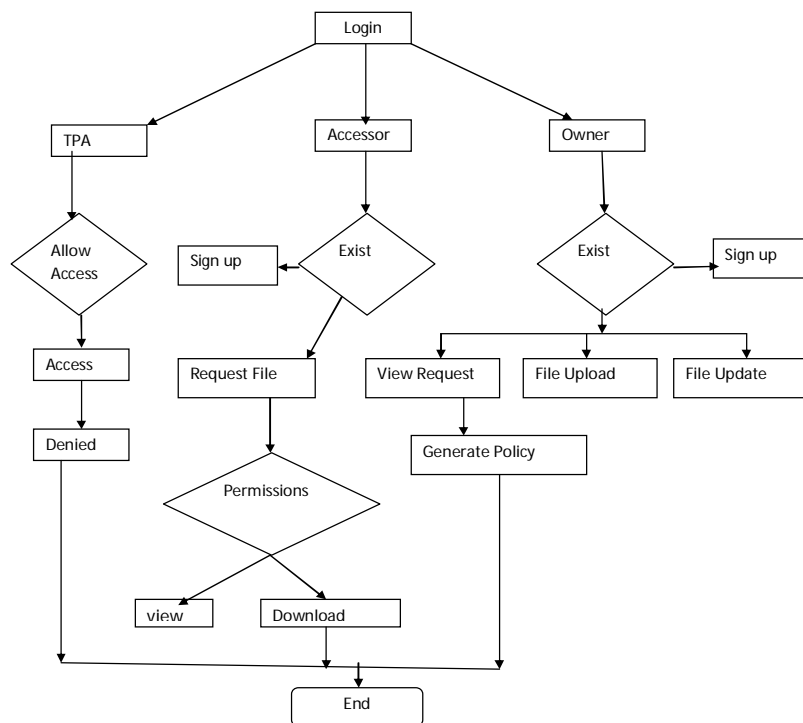 Login
TPA
Accessor
Owner
Allow
Access
Sign up
Exist
Exist
Sign up
Access
Request File
View Request
File Upload
File Update
Denied
Generate Policy
Permissions
view
Download
End